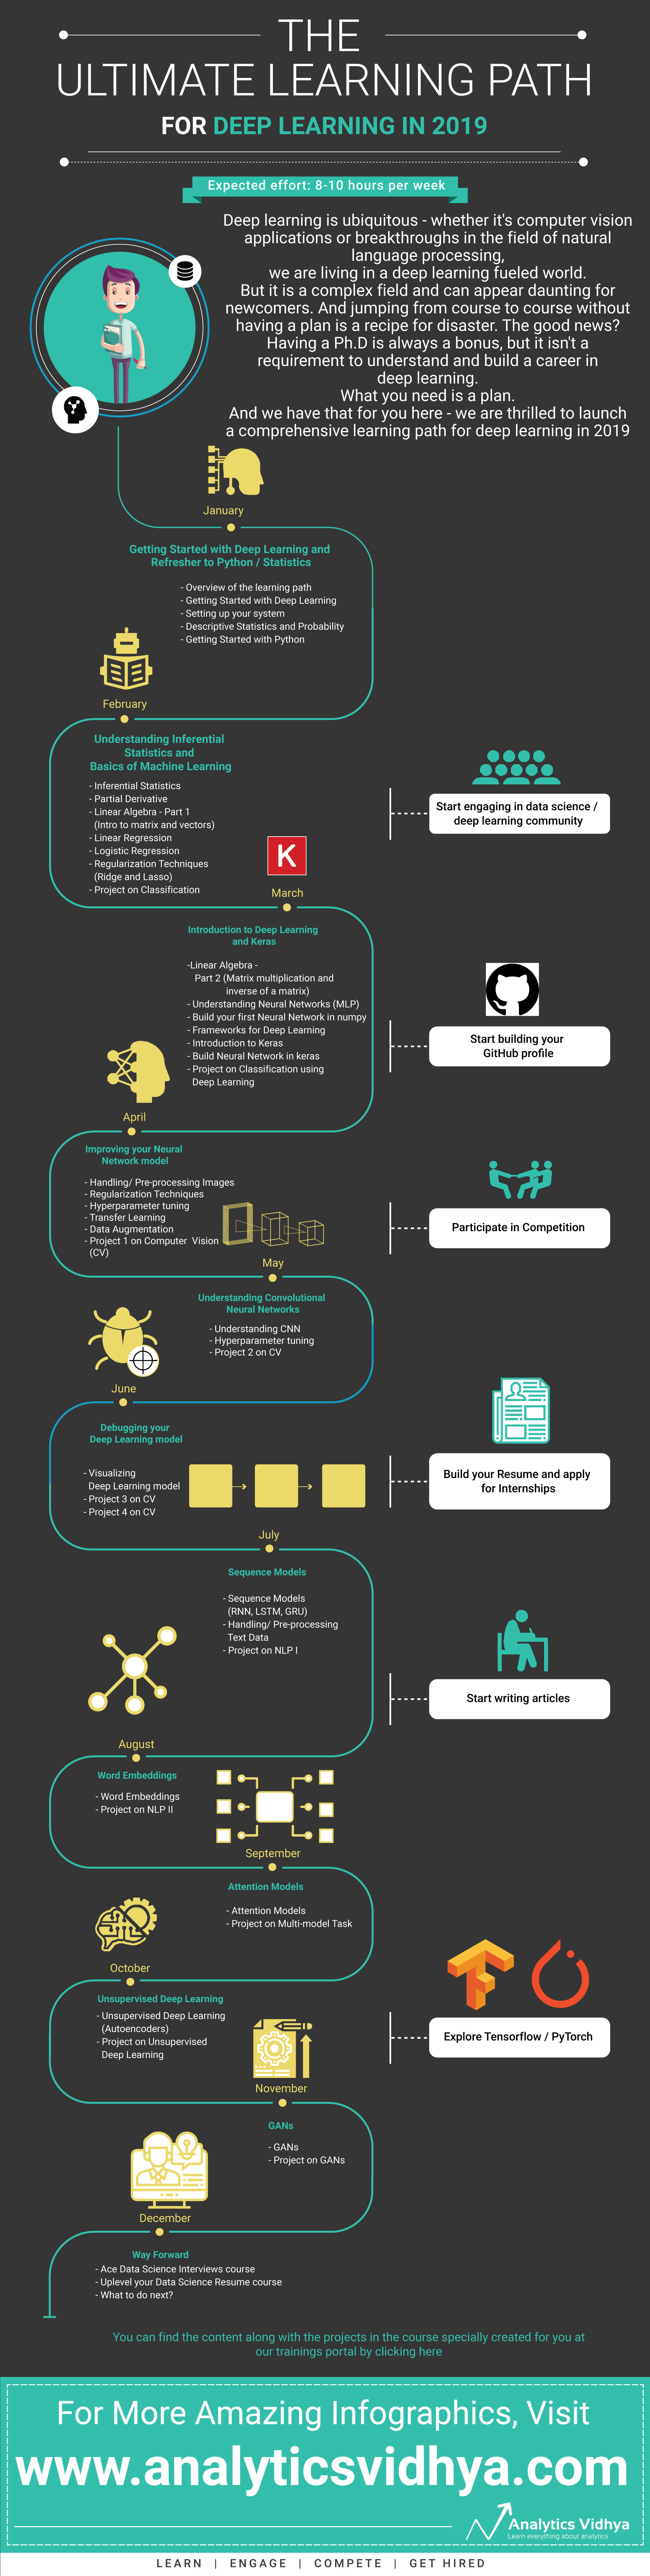 THE
ULTIMATE LEARNING PATH
FOR DEEP LEARNING IN 2019
Expected effort: 8-10 hours per week
Deep learning is ubiquitous - whether it's computer vision
applications or breakthroughs in the field of natural
language processing,
we are living in a deep learning fueled world.
But it is a complex field and can appear daunting for
newcomers. And jumping from course to course without
having a plan is a recipe for disaster. The good news?
Having a Ph.D is always a bonus, but it isn't a
requirement to understand and build a career in
deep learning.
What you need is a plan.
And we have that for you here - we are thrilled to launch
a comprehensive learning path for deep learning in 2019
January
Getting Started with Deep Learning and
Refresher to Python / Statistics
- Overview of the learning path
- Getting Started with Deep Learning
- Setting up your system
- Descriptive Statistics and Probability
- Getting Started with Python
February
Understanding Inferential
Statistics and
Basics of Machine Learning
- Inferential Statistics
- Partial Derivative
- Linear Algebra - Part 1
(Intro to matrix and vectors)
- Linear Regression
- Logistic Regression
- Regularization Techniques
(Ridge and Lasso)
- Project on Classification
Start engaging in data science /
deep learning community
K
March
Introduction to Deep Learning
and Keras
-Linear Algebra -
Part 2 (Matrix multiplication and
inverse of a matrix)
- Understanding Neural Networks (MLP)
- Build your first Neural Network in numpy
- Frameworks for Deep Learning
- Introduction to Keras
- Build Neural Network in keras
- Project on Classification using
Deep Learning
Start building your
GitHub profile
April
Improving your Neural
Network model
- Handling/ Pre-processing Images
- Regularization Techniques
- Hyperparameter tuning
- Transfer Learning
- Data Augmentation
- Project 1 on Computer Vision
(CV)
Participate in Competition
May
Understanding Convolutional
Neural Networks
- Understanding CNN
- Hyperparameter tuning
- Project 2 on CV
June
Debugging your
Deep Learning model
- Visualizing
Deep Learning model
- Project 3 on CV
- Project 4 on CV
Build your Resume and apply
for Internships
July
Sequence Models
- Sequence Models
(RNN, LSTM, GRU)
- Handling/ Pre-processing
Text Data
- Project on NLP I
Start writing articles
August
Word Embeddings
- Word Embeddings
- Project on NLP II
September
Attention Models
- Attention Models
- Project on Multi-model Task
October
Unsupervised Deep Learning
- Unsupervised Deep Learning
(Autoencoders)
- Project on Unsupervised
Deep Learning
Explore Tensorflow / PyTorch
November
GANs
- GANs
- Project on GANs
December
Way Forward
- Ace Data Science Interviews course
- Uplevel your Data Science Resume course
- What to do next?
You can find the content along with the projects in the course specially created for you at
our trainings portal by clicking here
For More Amazing Infographics, Visit
www.analyticsvidhya.com
Analytics Vidhya
Learn everything about analytics
LEARN | ENGAGE | COMPETE | GET HIRED